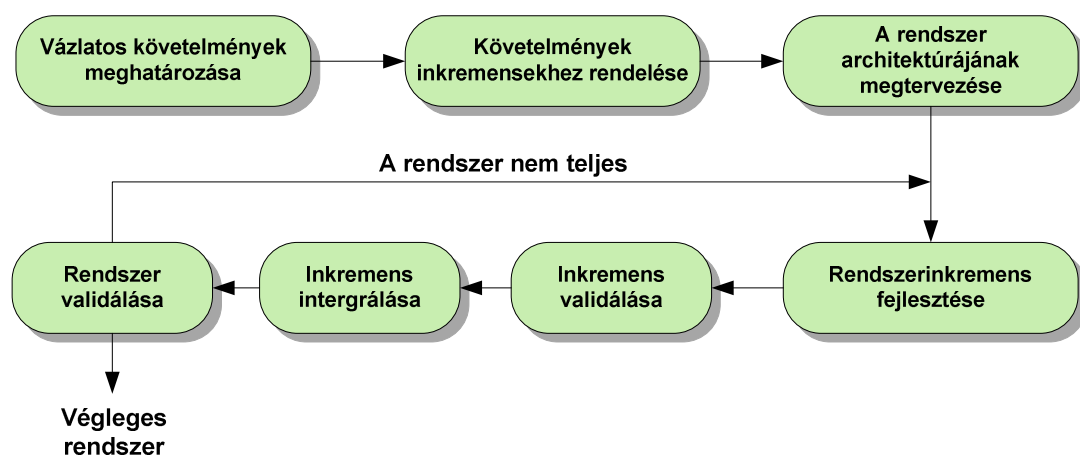 Vázlatos követelmények
meghatározása
Követelmények
inkremensekhez rendelése
A rendszer
architektúrájának
megtervezése
A rendszer nem teljes
Rendszer
validálása
Inkremens
intergrálása
Inkremens
validálása
Rendszerinkremens
fejlesztése
Végleges
rendszer